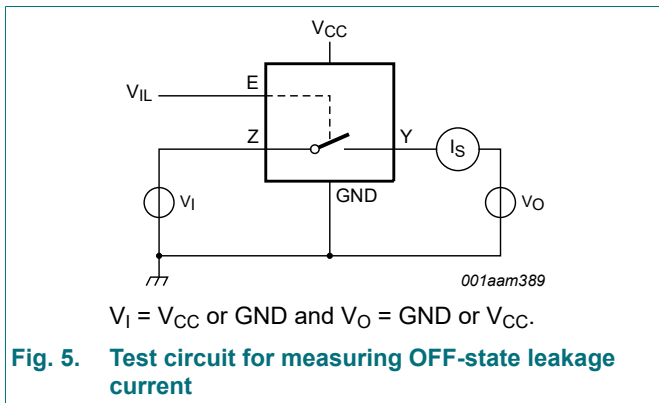 VCC
E
VIL
Z
Y
IS
GND
VI
VO
001aam389
VI = VCC or GND and VO = GND or VCC.
Fig. 5. Test circuit for measuring OFF-state leakage
current